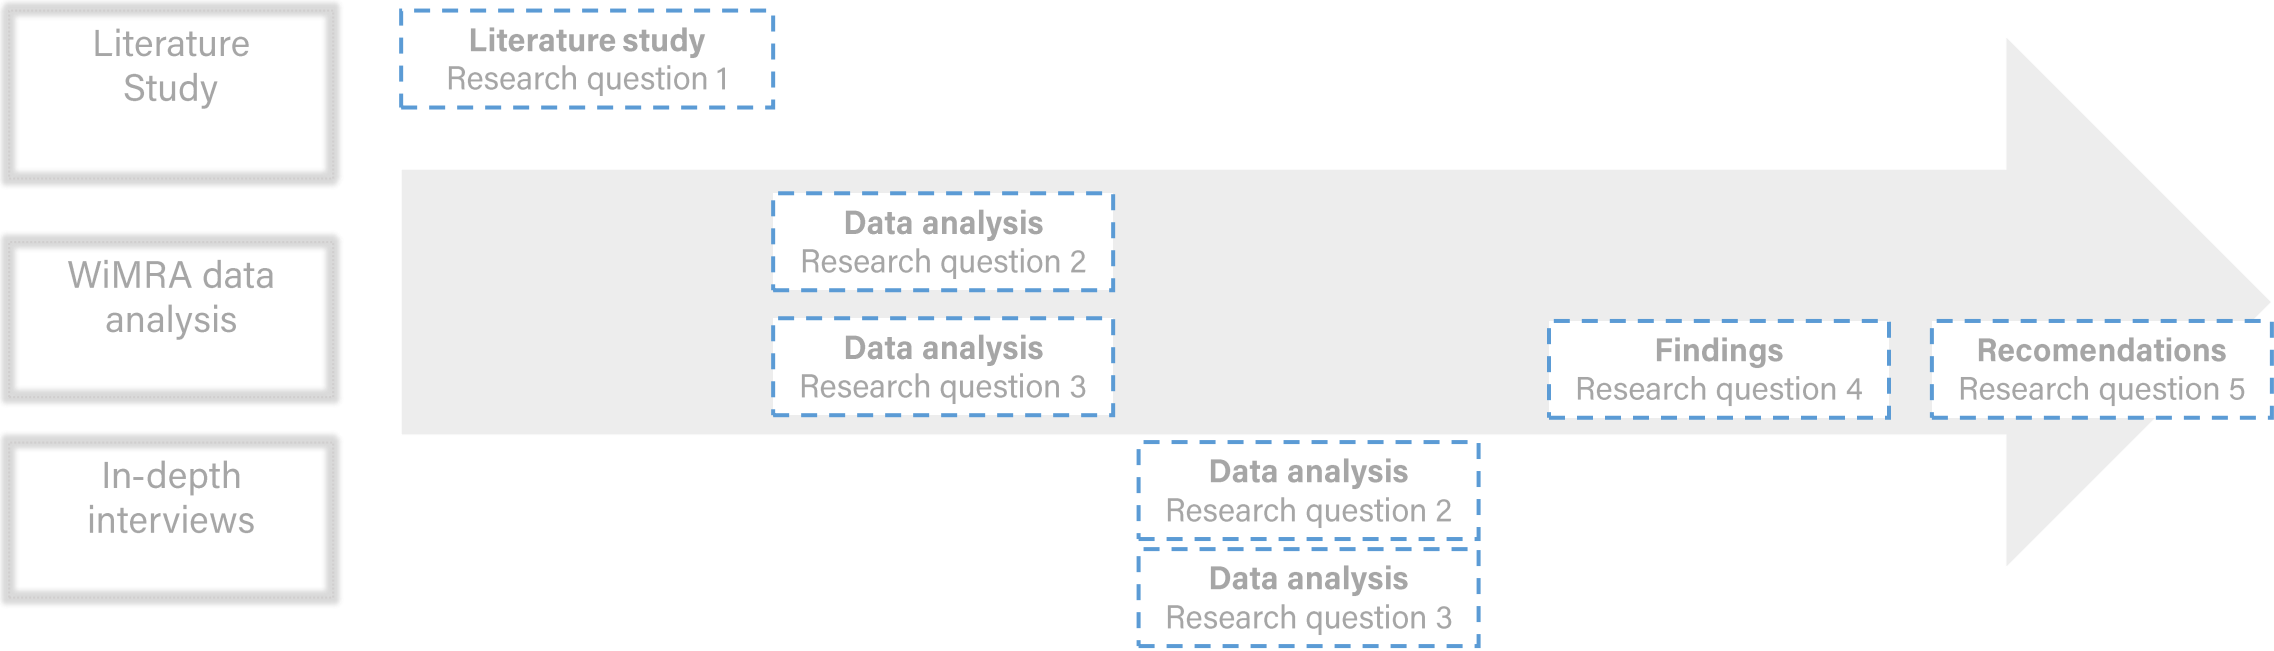 Literature
Study
Literature study
Research question 1
WiMRA data
analysis
Data analysis
Research question 2
Data analysis
Research question 3
Findings
Research question 4
Recomendations
Research question 5
In-depth
interviews
Data analysis
Research question 2
Data analysis
Research question 3